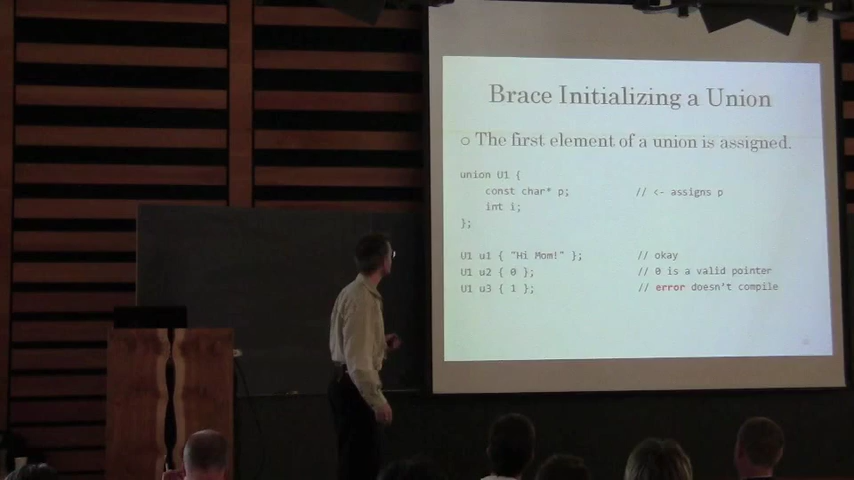 Brace Initializing a Union
The first element of a union is assigned.
union U1 {
const char* p; // <- assigns p
int i;
};
U1 u1 { "Hi Mom!" }; // okay
U1 u2 { 0 }; // 0 is a valid pointer
U1 u3 { 1 }; // error doesn't compile